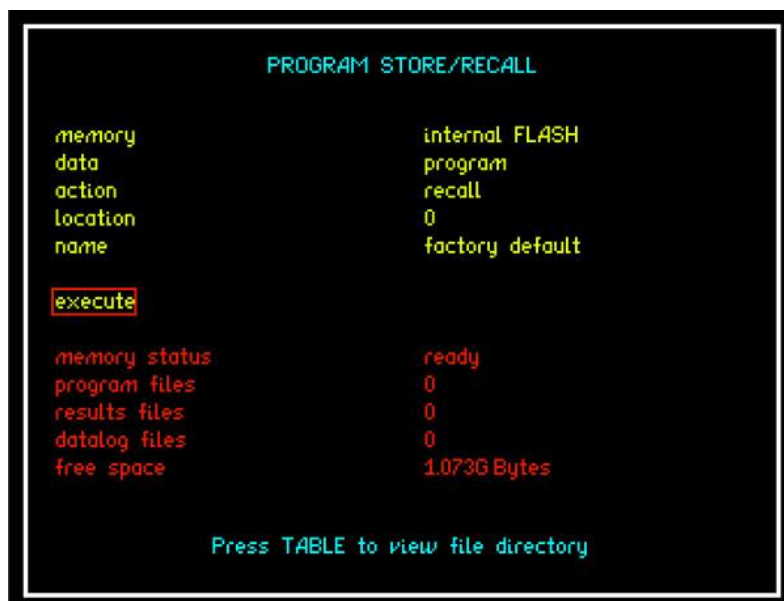 PROGRAM STORE/RECALL
memory internal FLASH
data program
action recall
location 0
name factory default
execute
memory status ready
program files 0
results files 0
datalog files 0
free space 1.073G Bytes
Press TABLE to view file directory